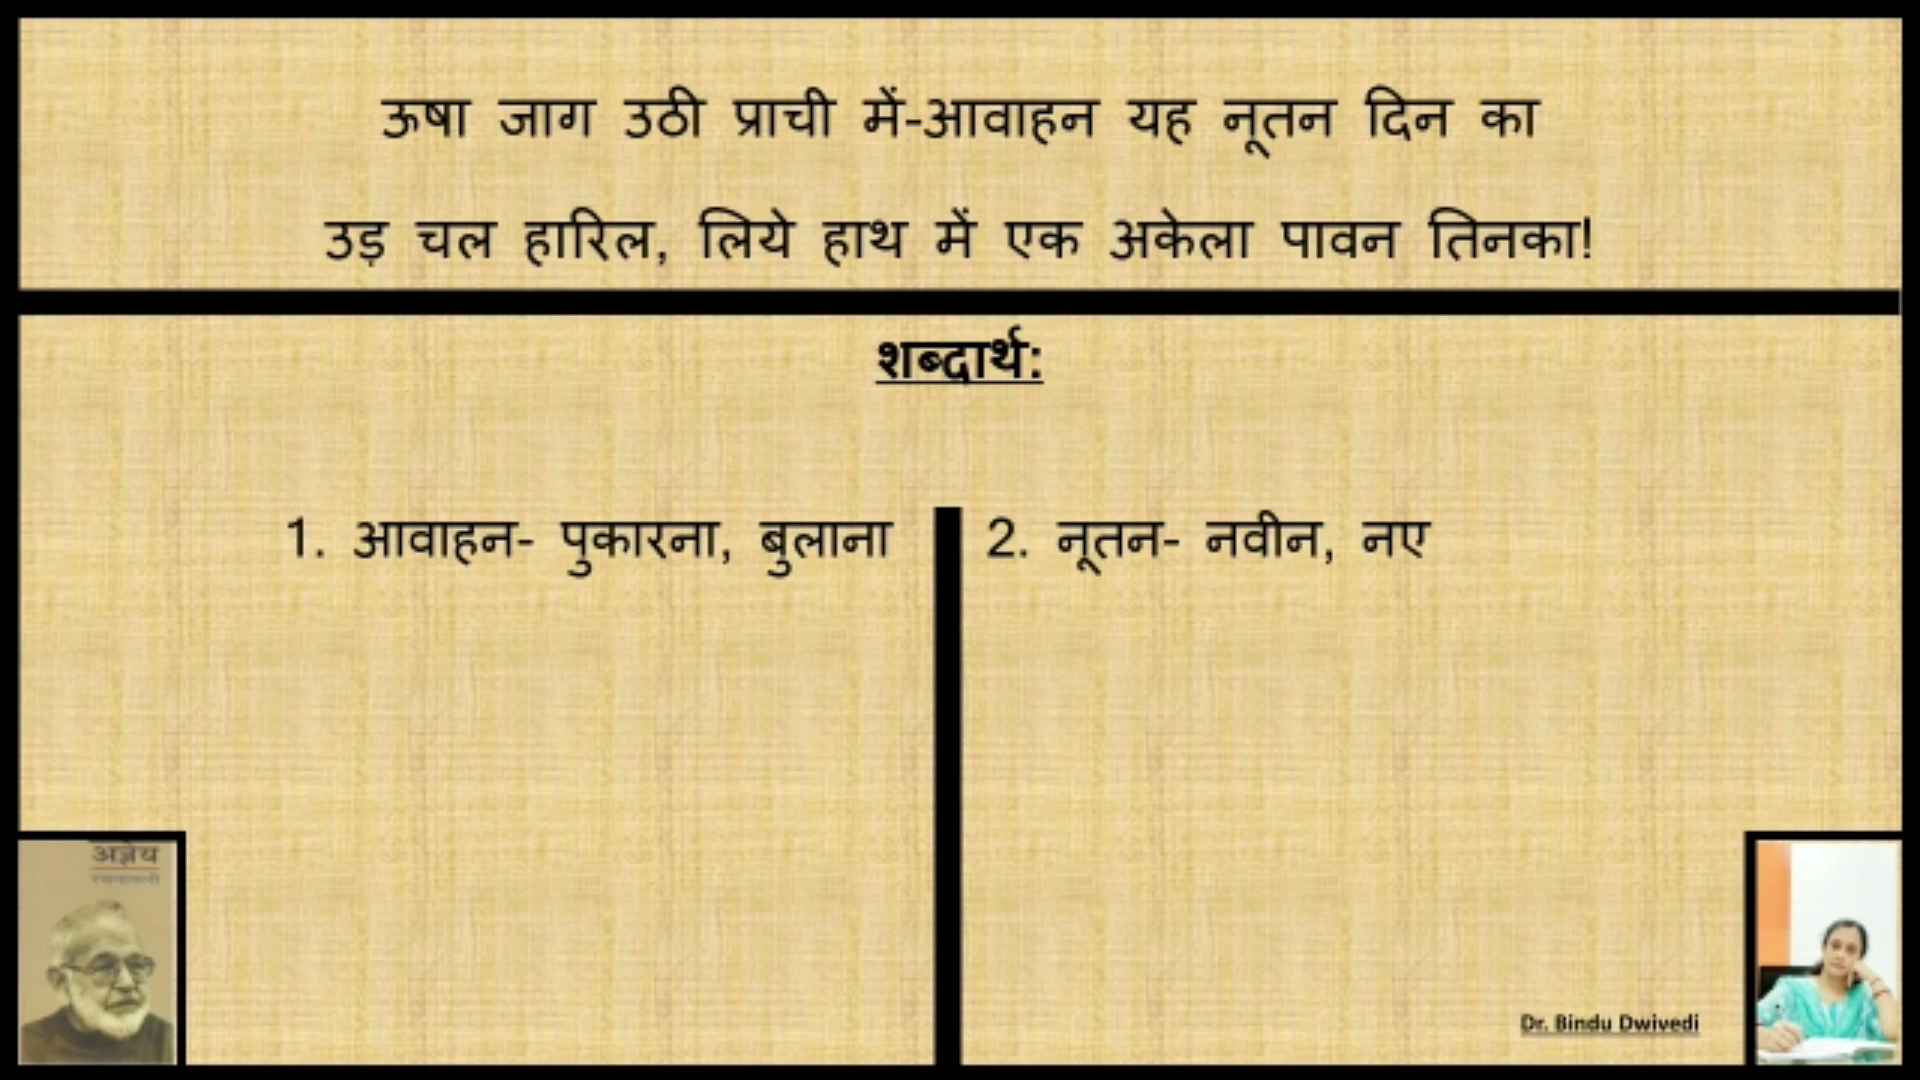 ऊषा जाग उठी प्राची में-आवाहन यह नूतन दिन का
उड़ चल हारिल, लिये हाथ में एक अकेला पावन तिनका!
शब्दार्थ:
1. आवाहन- पुकारना, बुलाना
2. नूतन- नवीन, नए
अज्ञेय
Dr. Bindu Dwivedi